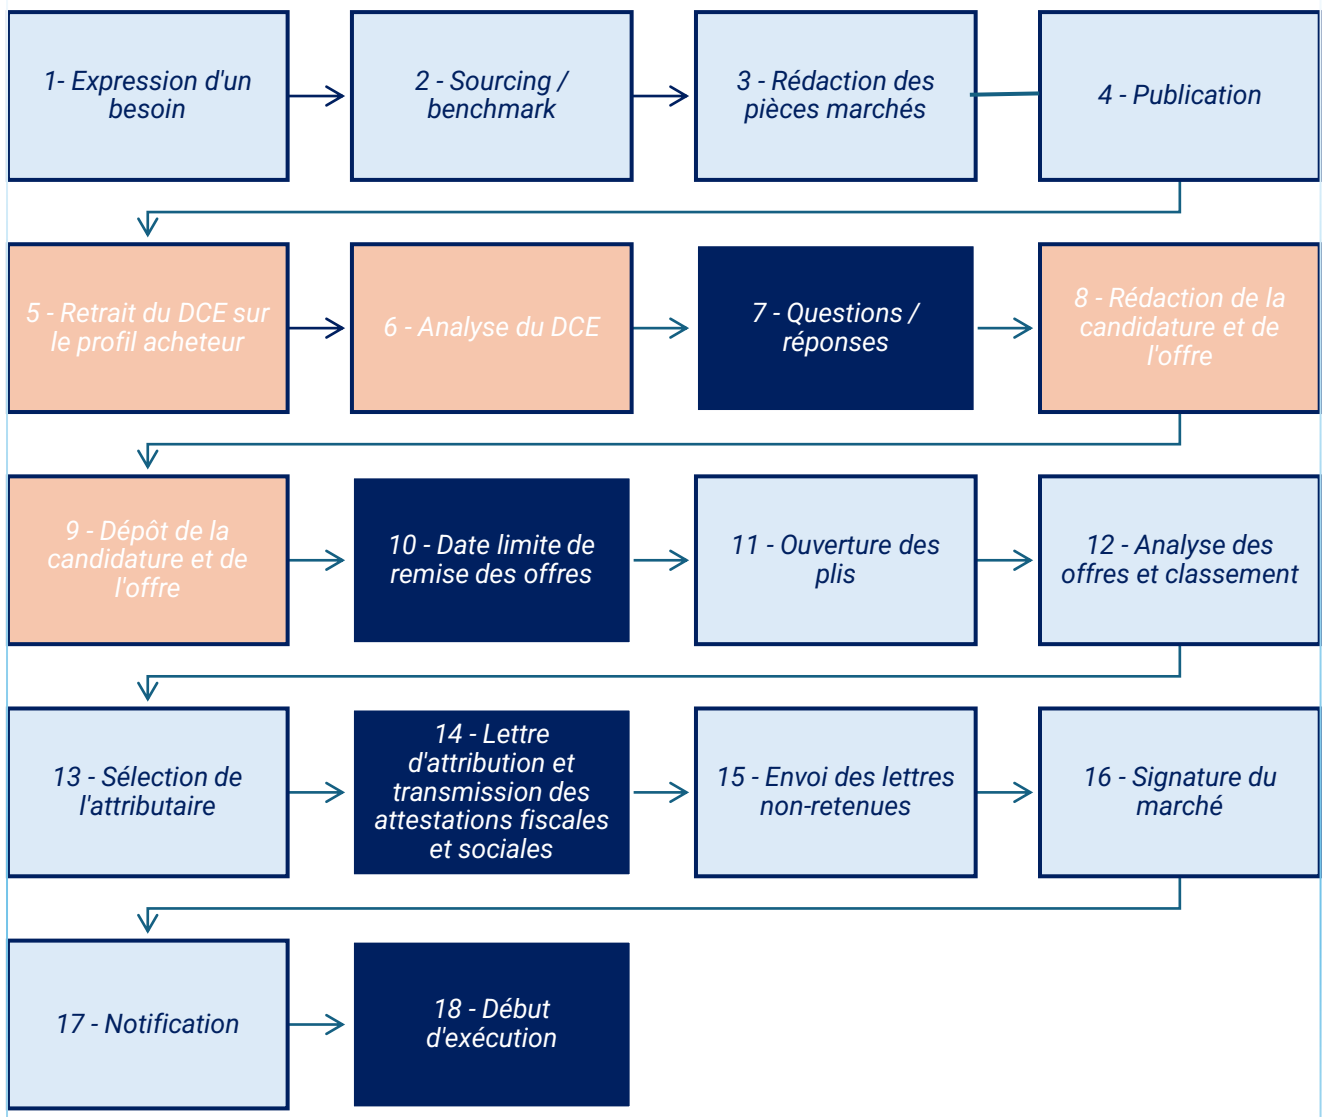 1- Expression d'un
besoin
2 - Sourcing /
benchmark
3 - Rédaction des
pièces marchés
4 - Publication
5 - Retrait du DCE sur
le profil acheteur
6 - Analyse du DCE
7 - Questions /
réponses
8 - Rédaction de la
candidature et de
l'offre
9 - Dépôt de la
candidature et de
l'offre
10 - Date limite de
remise des offres
11 - Ouverture des
plis
12 - Analyse des
offres et classement
13 - Sélection de
l'attributaire
14 - Lettre
d'attribution et
transmission des
attestations fiscales
et sociales
15 - Envoi des lettres
non-retenues
16 - Signature du
marché
17 - Notification
18 - Début
d'exécution